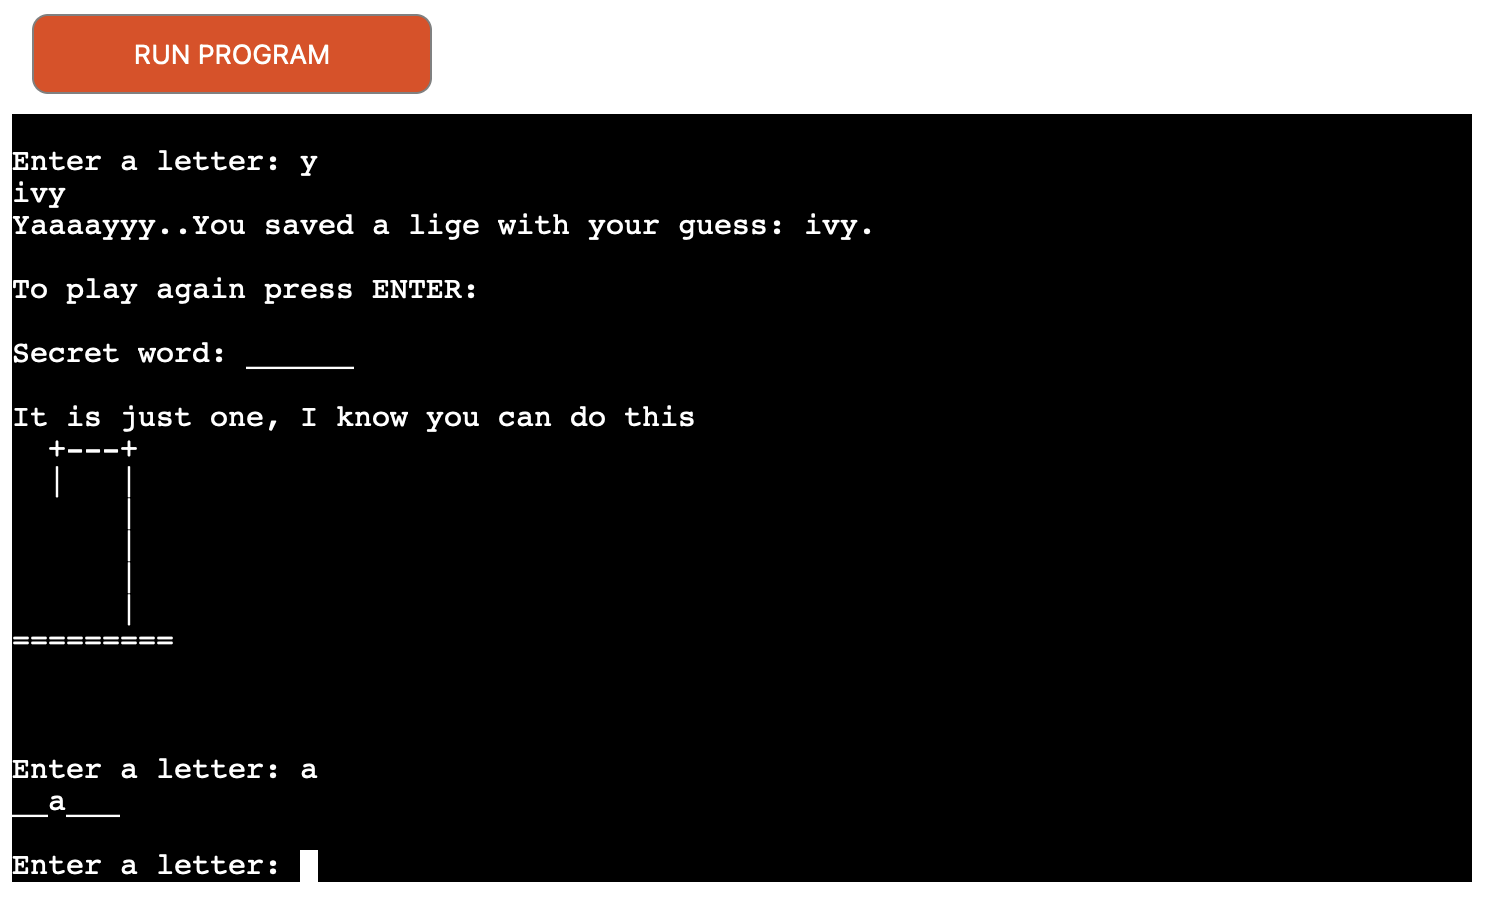 RUN PROGRAM
Enter a letter: y
ivy
Yaaaayyy..You saved a lige with your guess: ivy.
To play again press ENTER:
Secret word: ______
It is just one, I know you can do this
  +---+
  |   |
      |
      |
      |
      |
=========
Enter a letter: a
__a___
Enter a letter: